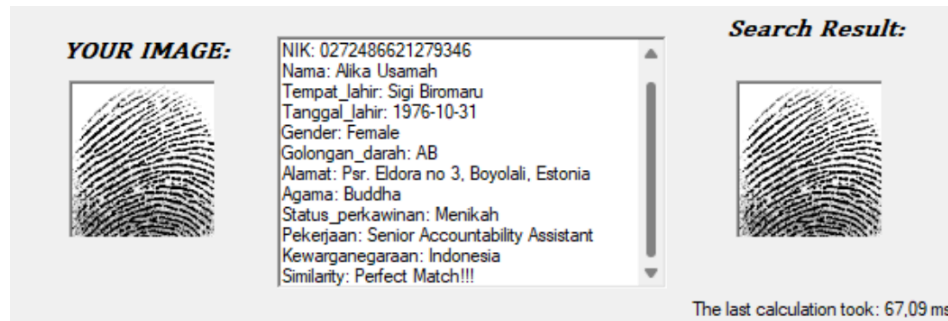 YOUR IMAGE:
NIK: 0272486621279346
Nama: Alika Usamah
Tempat_lahir: Sigi Biromaru
Tanggal_lahir: 1976-10-31
Gender: Female
Golongan_darah: AB
Alamat: Psr. Eldora no 3, Boyolali, Estonia
Agama: Buddha
Status_perkawinan: Menikah
Pekerjaan: Senior Accountability Assistant
Kewarganegaraan: Indonesia
Similarity: Perfect Match!!!
Search Result:
The last calculation took: 67,09 ms